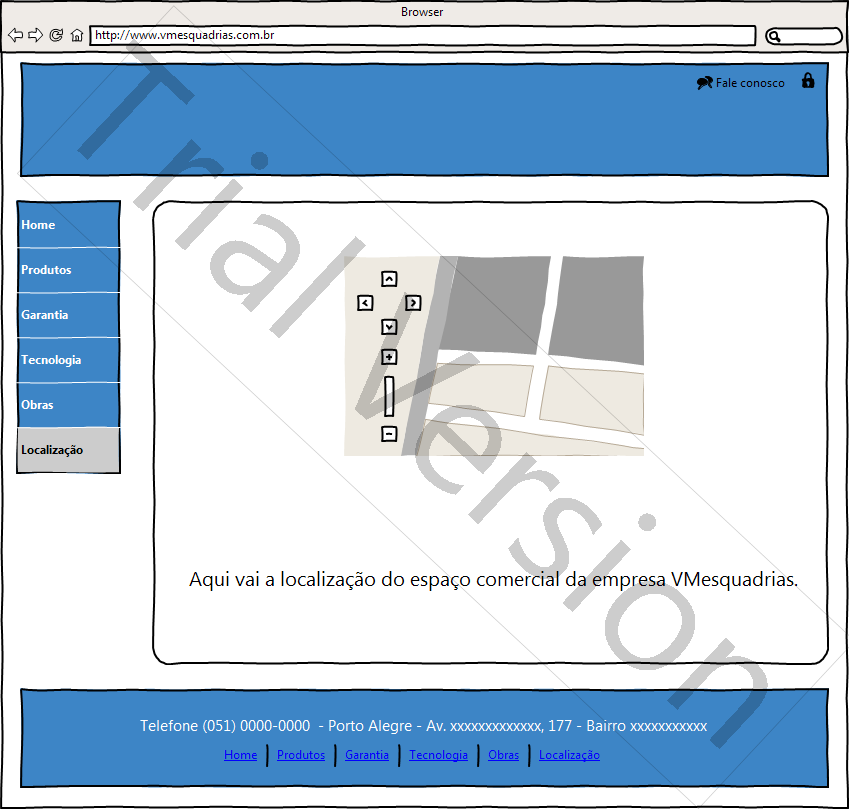 Browser
http://www.vmesquadrias.com.br
Fale conosco
Home
Produtos
Garantia
Tecnologia
Obras
Localização
Aqui vai a localização do espaço comercial da empresa VMesquadrias.
Telefone (051) 0000-0000 - Porto Alegre - Av. xxxxxxxxxxxxx, 177 - Bairro xxxxxxxxxxx
Home | Produtos | Garantia | Tecnologia | Obras | Localização
Trial Version